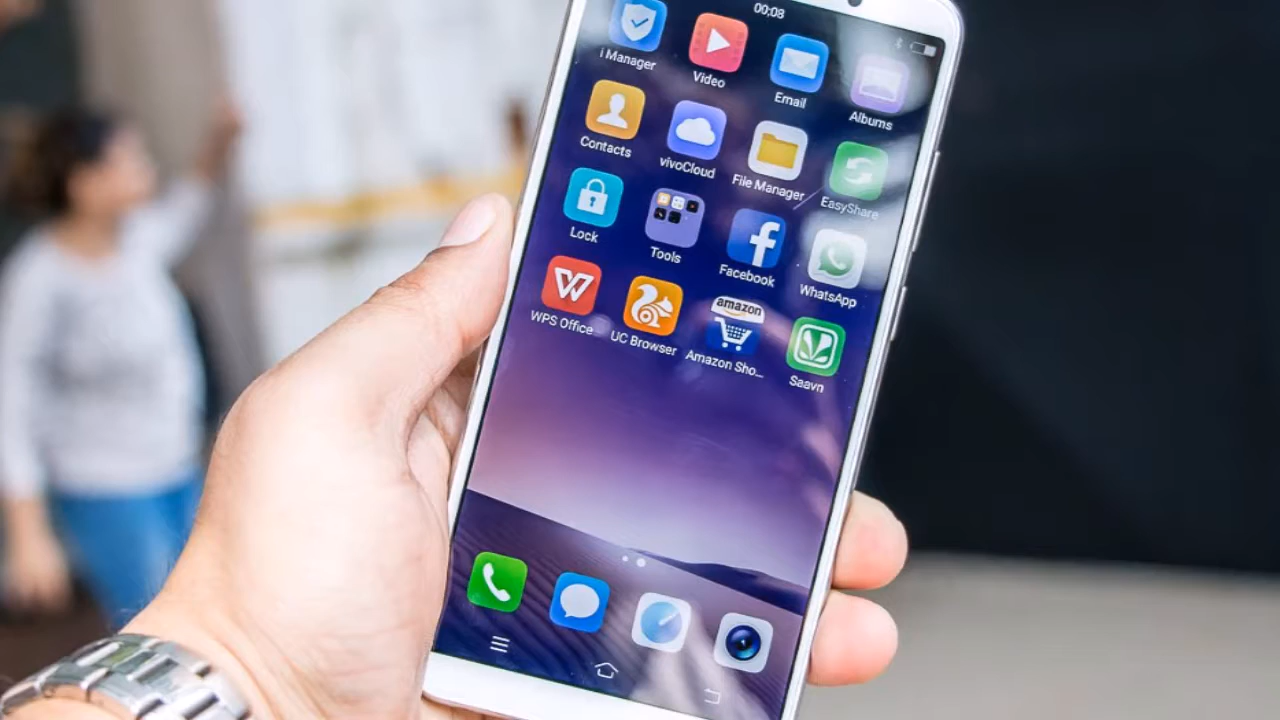 00:08
i Manager
Video
Email
Albums
Contacts
vivoCloud
File Manager
EasyShare
Lock
Tools
Facebook
WhatsApp
WPS Office
UC Browser
amazon
Amazon Sho...
Saavn